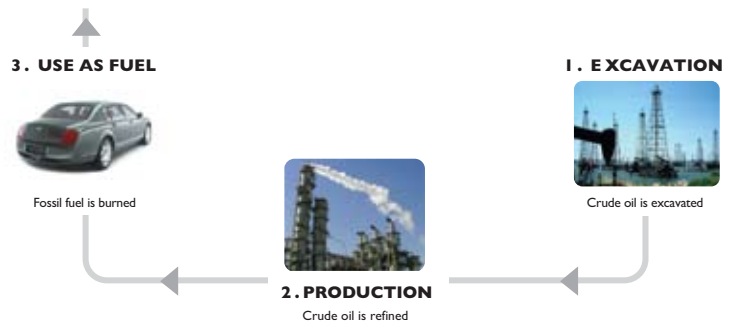 3. USE AS FUEL
Fossil fuel is burned
1. EXCAVATION
Crude oil is excavated
2. PRODUCTION
Crude oil is refined